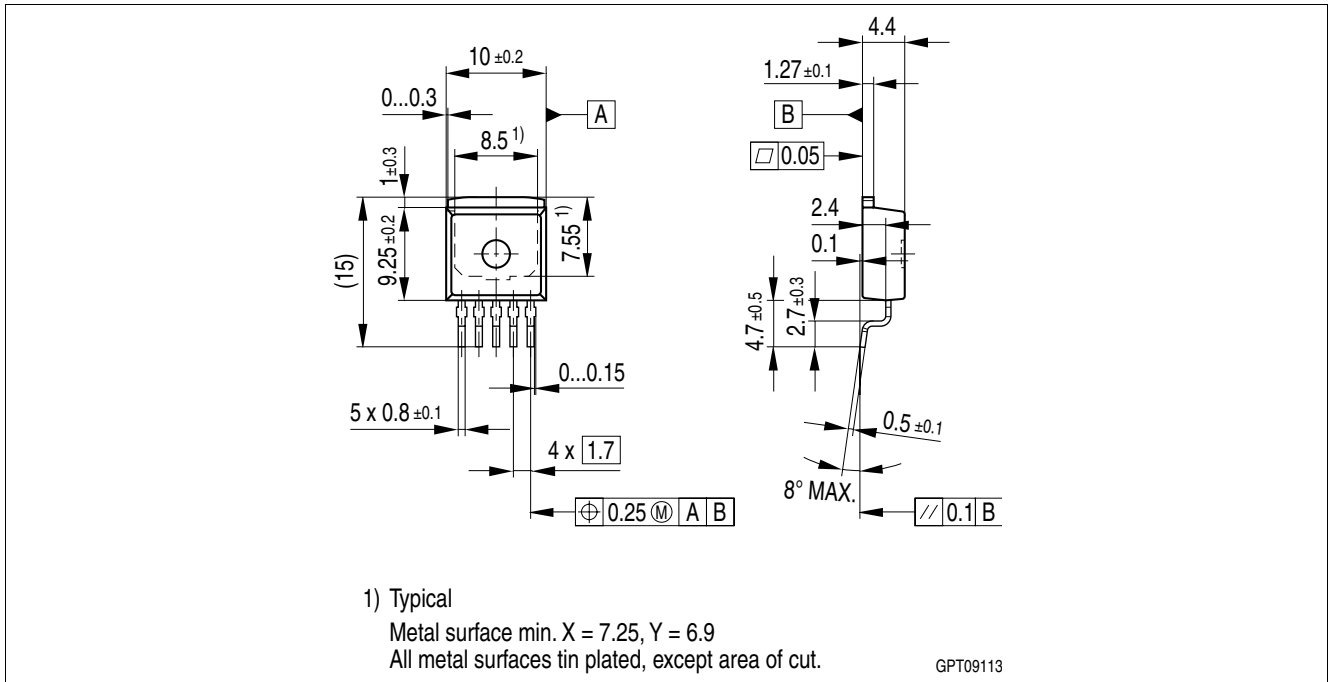 10 ±0.2
0...0.3
A
8.5 1)
1±0.3
7.55 1)
(15)
9.25 ±0.2
0...0.15
5 x 0.8 ±0.1
4 x 1.7
⌖ 0.25 Ⓜ A B
4.4
1.27±0.1
B
⏥ 0.05
2.4
0.1
4.7 ±0.5
2.7 ±0.3
0.5 ±0.1
8° MAX.
// 0.1 B
1) Typical
Metal surface min. X = 7.25, Y = 6.9
All metal surfaces tin plated, except area of cut.
GPT09113